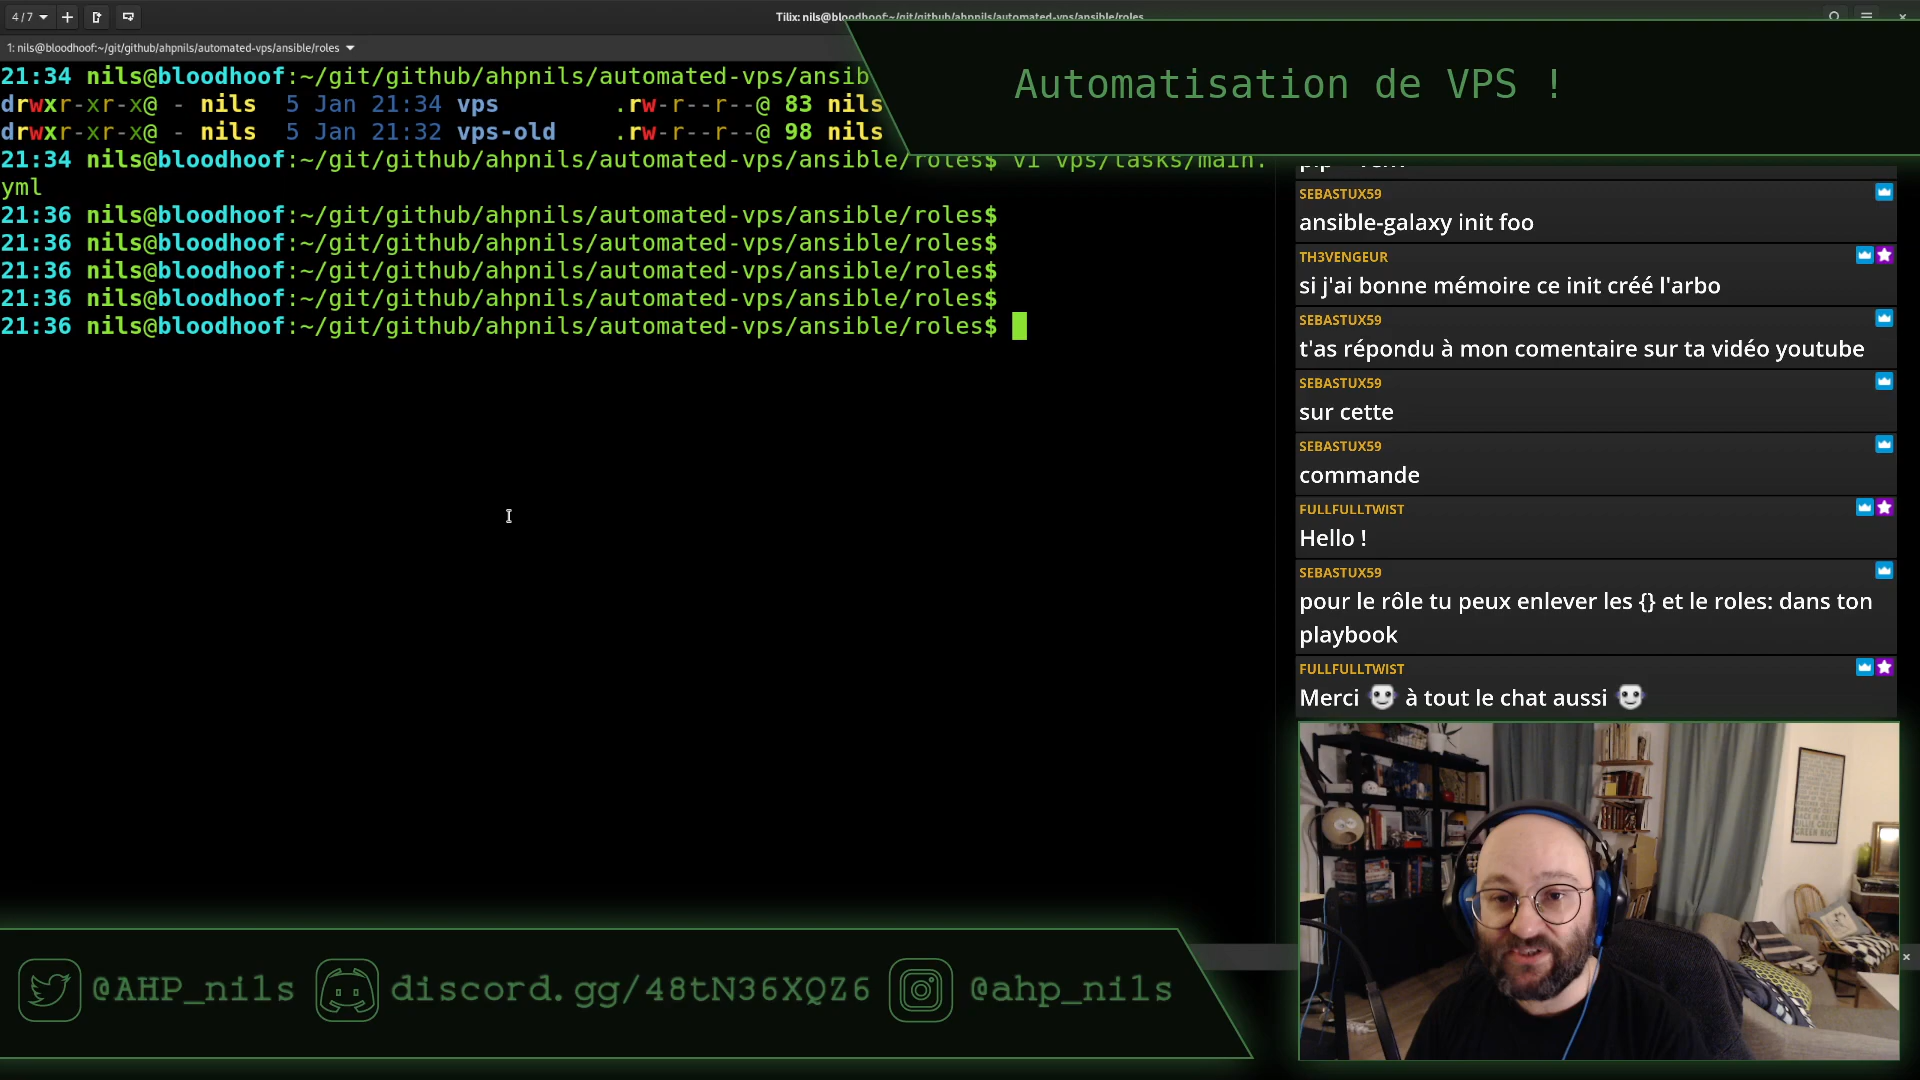 4 / 7
Tilix: nils@bloodhoof:~/git/github/ahpnils/automated-vps/ansible/roles
1: nils@bloodhoof:~/git/github/ahpnils/automated-vps/ansible/roles
Automatisation de VPS !
21:34 nils@bloodhoof:~/git/github/ahpnils/automated-vps/ansib
drwxr-xr-x@ - nils 5 Jan 21:34 vps .rw-r--r--@ 83 nils
drwxr-xr-x@ - nils 5 Jan 21:32 vps-old .rw-r--r--@ 98 nils
21:34 nils@bloodhoof:~/git/github/ahpnils/automated-vps/ansible/roles$ vi vps/tasks/main.
yml
21:36 nils@bloodhoof:~/git/github/ahpnils/automated-vps/ansible/roles$
21:36 nils@bloodhoof:~/git/github/ahpnils/automated-vps/ansible/roles$
21:36 nils@bloodhoof:~/git/github/ahpnils/automated-vps/ansible/roles$
21:36 nils@bloodhoof:~/git/github/ahpnils/automated-vps/ansible/roles$
21:36 nils@bloodhoof:~/git/github/ahpnils/automated-vps/ansible/roles$
SEBASTUX59
ansible-galaxy init foo
TH3VENGEUR
si j'ai bonne mémoire ce init créé l'arbo
SEBASTUX59
t'as répondu à mon comentaire sur ta vidéo youtube
SEBASTUX59
sur cette
SEBASTUX59
commande
FULLFULLTWIST
Hello !
SEBASTUX59
pour le rôle tu peux enlever les {} et le roles: dans ton
playbook
FULLFULLTWIST
Merci à tout le chat aussi
@AHP_nils
discord.gg/48tN36XQZ6
@ahp_nils